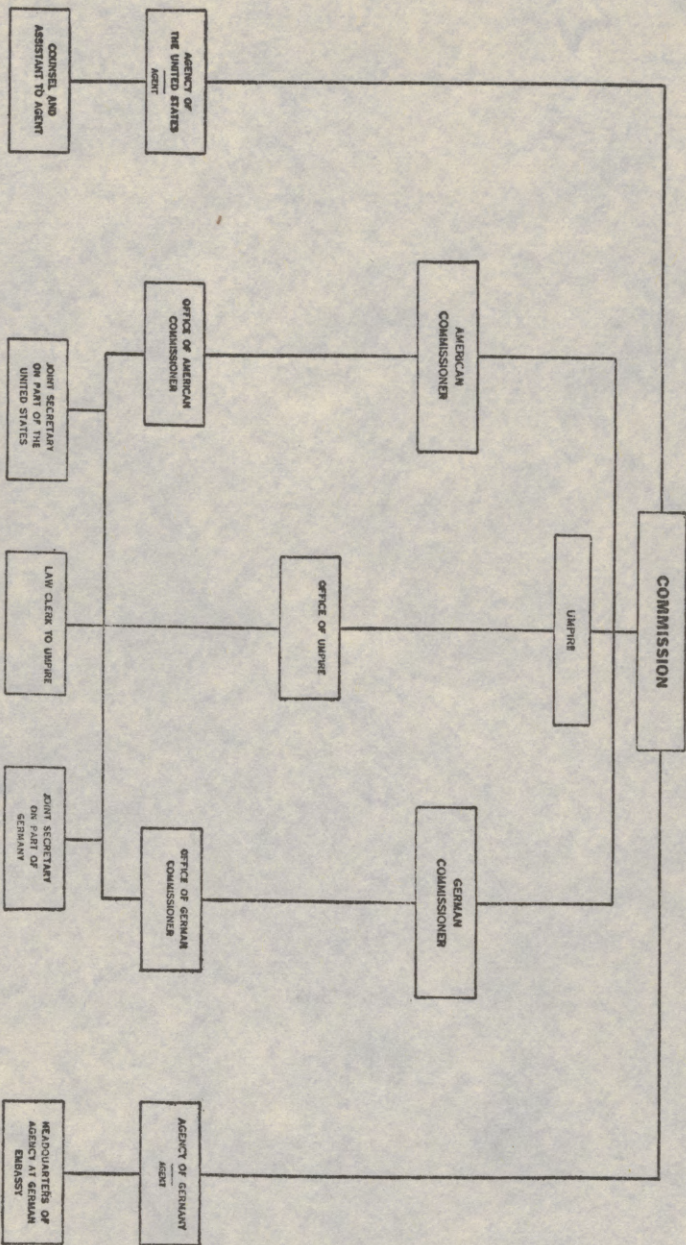 COMMISSION
UMPIRE
AMERICAN
COMMISSIONER
GERMAN
COMMISSIONER
OFFICE OF UMPIRE
AGENCY OF
THE UNITED STATES
AGENT
OFFICE OF AMERICAN
COMMISSIONER
OFFICE OF GERMAN
COMMISSIONER
AGENCY OF GERMANY
AGENT
COUNSEL AND
ASSISTANT TO AGENT
JOINT SECRETARY
ON PART OF THE
UNITED STATES
LAW CLERK TO UMPIRE
JOINT SECRETARY
ON PART OF
GERMANY
HEADQUARTERS OF
AGENCY AT GERMAN
EMBASSY